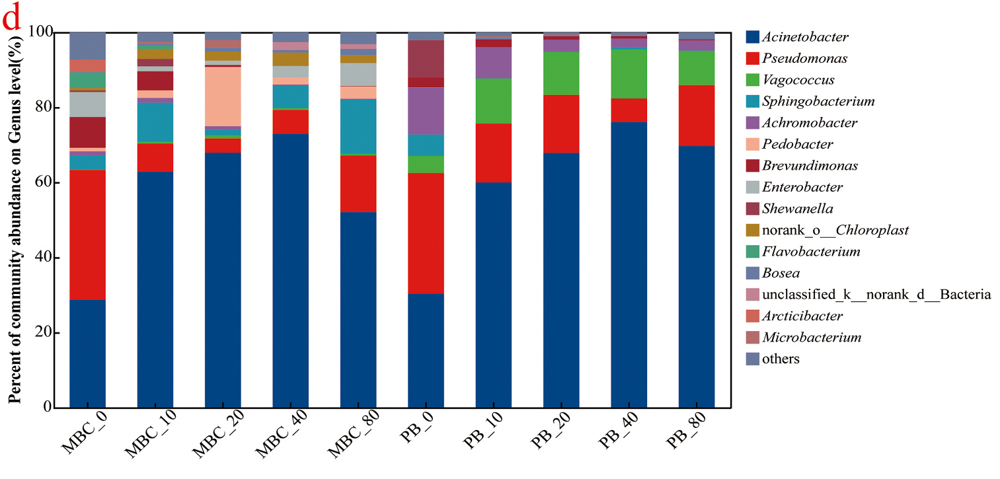 d
Percent of community abundance on Genus level(%)
100
80
60
40
20
0
MBC_0
MBC_10
MBC_20
MBC_40
MBC_80
PB_0
PB_10
PB_20
PB_40
PB_80
Acinetobacter
Pseudomonas
Vagococcus
Sphingobacterium
Achromobacter
Pedobacter
Brevundimonas
Enterobacter
Shewanella
norank_o__Chloroplast
Flavobacterium
Bosea
unclassified_k__norank_d__Bacteria
Arcticibacter
Microbacterium
others